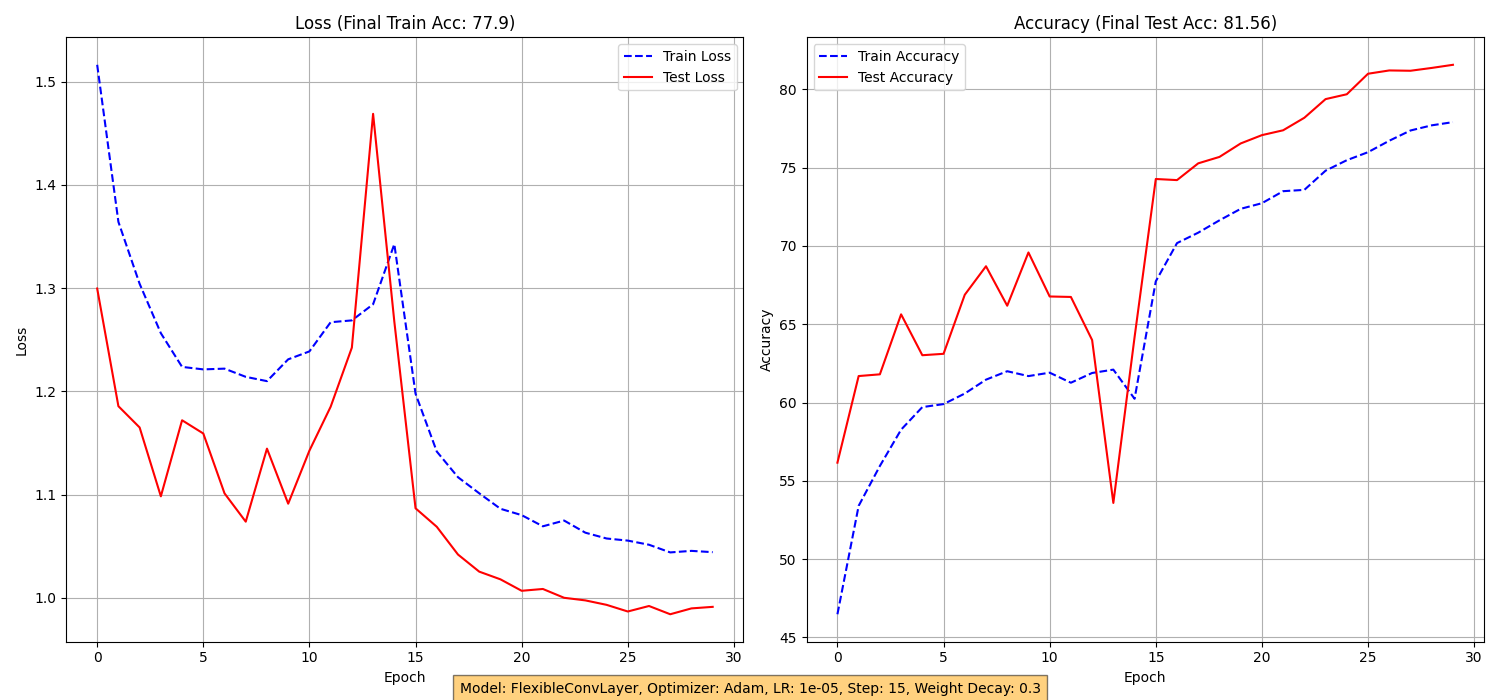 Loss (Final Train Acc: 77.9)
Train Loss
Test Loss
1.5
1.4
1.3
1.2
1.1
1.0
Loss
0 5 10 15 20 25 30
Epoch
Accuracy (Final Test Acc: 81.56)
Train Accuracy
Test Accuracy
80
75
70
65
60
55
50
45
Accuracy
0 5 10 15 20 25 30
Epoch
Model: FlexibleConvLayer, Optimizer: Adam, LR: 1e-05, Step: 15, Weight Decay: 0.3